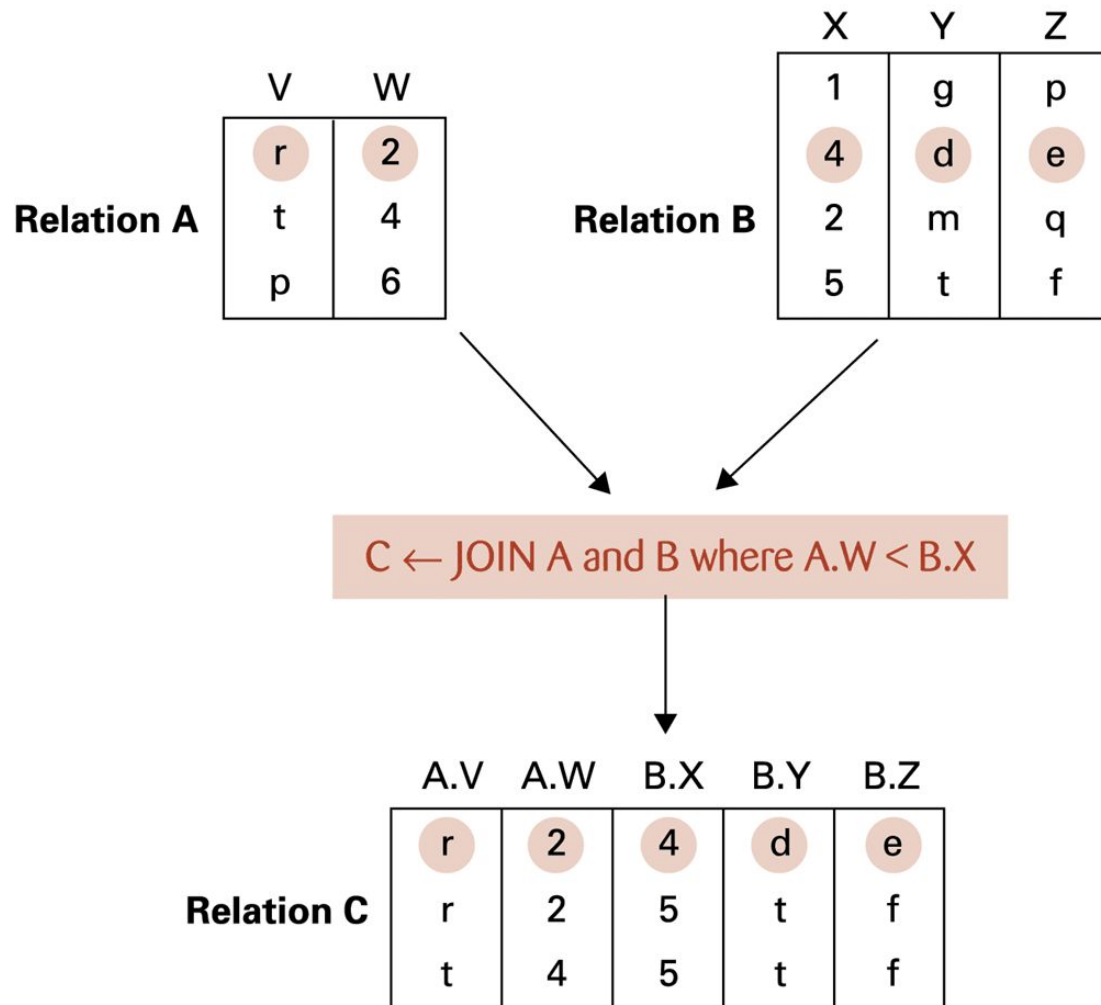 X Y Z
V W
1 g p
r 2
4 d e
Relation A
t 4
Relation B
2 m q
p 6
5 t f
C ← JOIN A and B where A.W < B.X
A.V A.W B.X B.Y B.Z
r 2 4 d e
Relation C
r 2 5 t f
t 4 5 t f